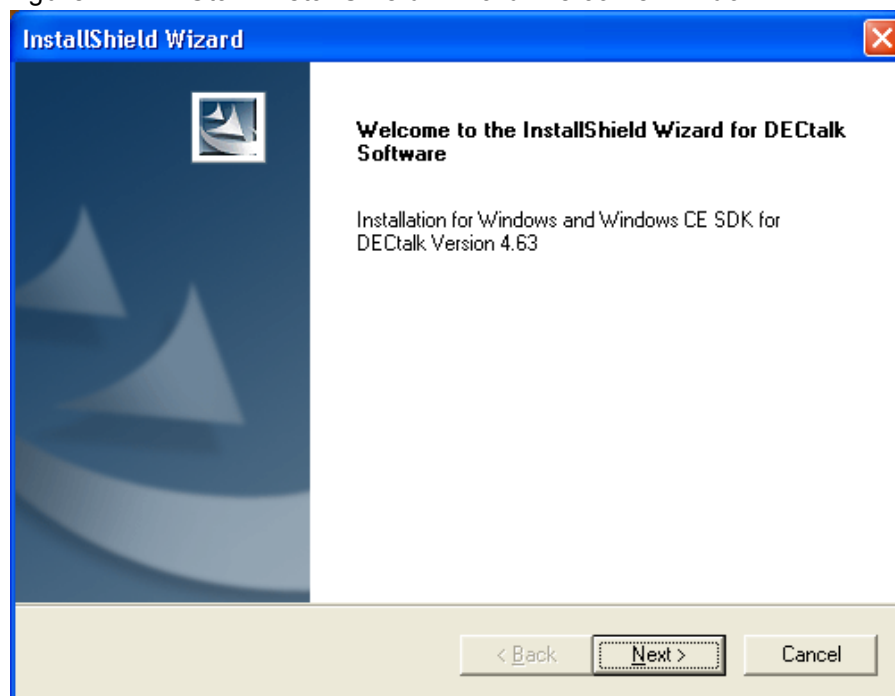 InstallShield Wizard
Welcome to the InstallShield Wizard for DECtalk
Software
Installation for Windows and Windows CE SDK for
DECtalk Version 4.63
< Back Next > Cancel